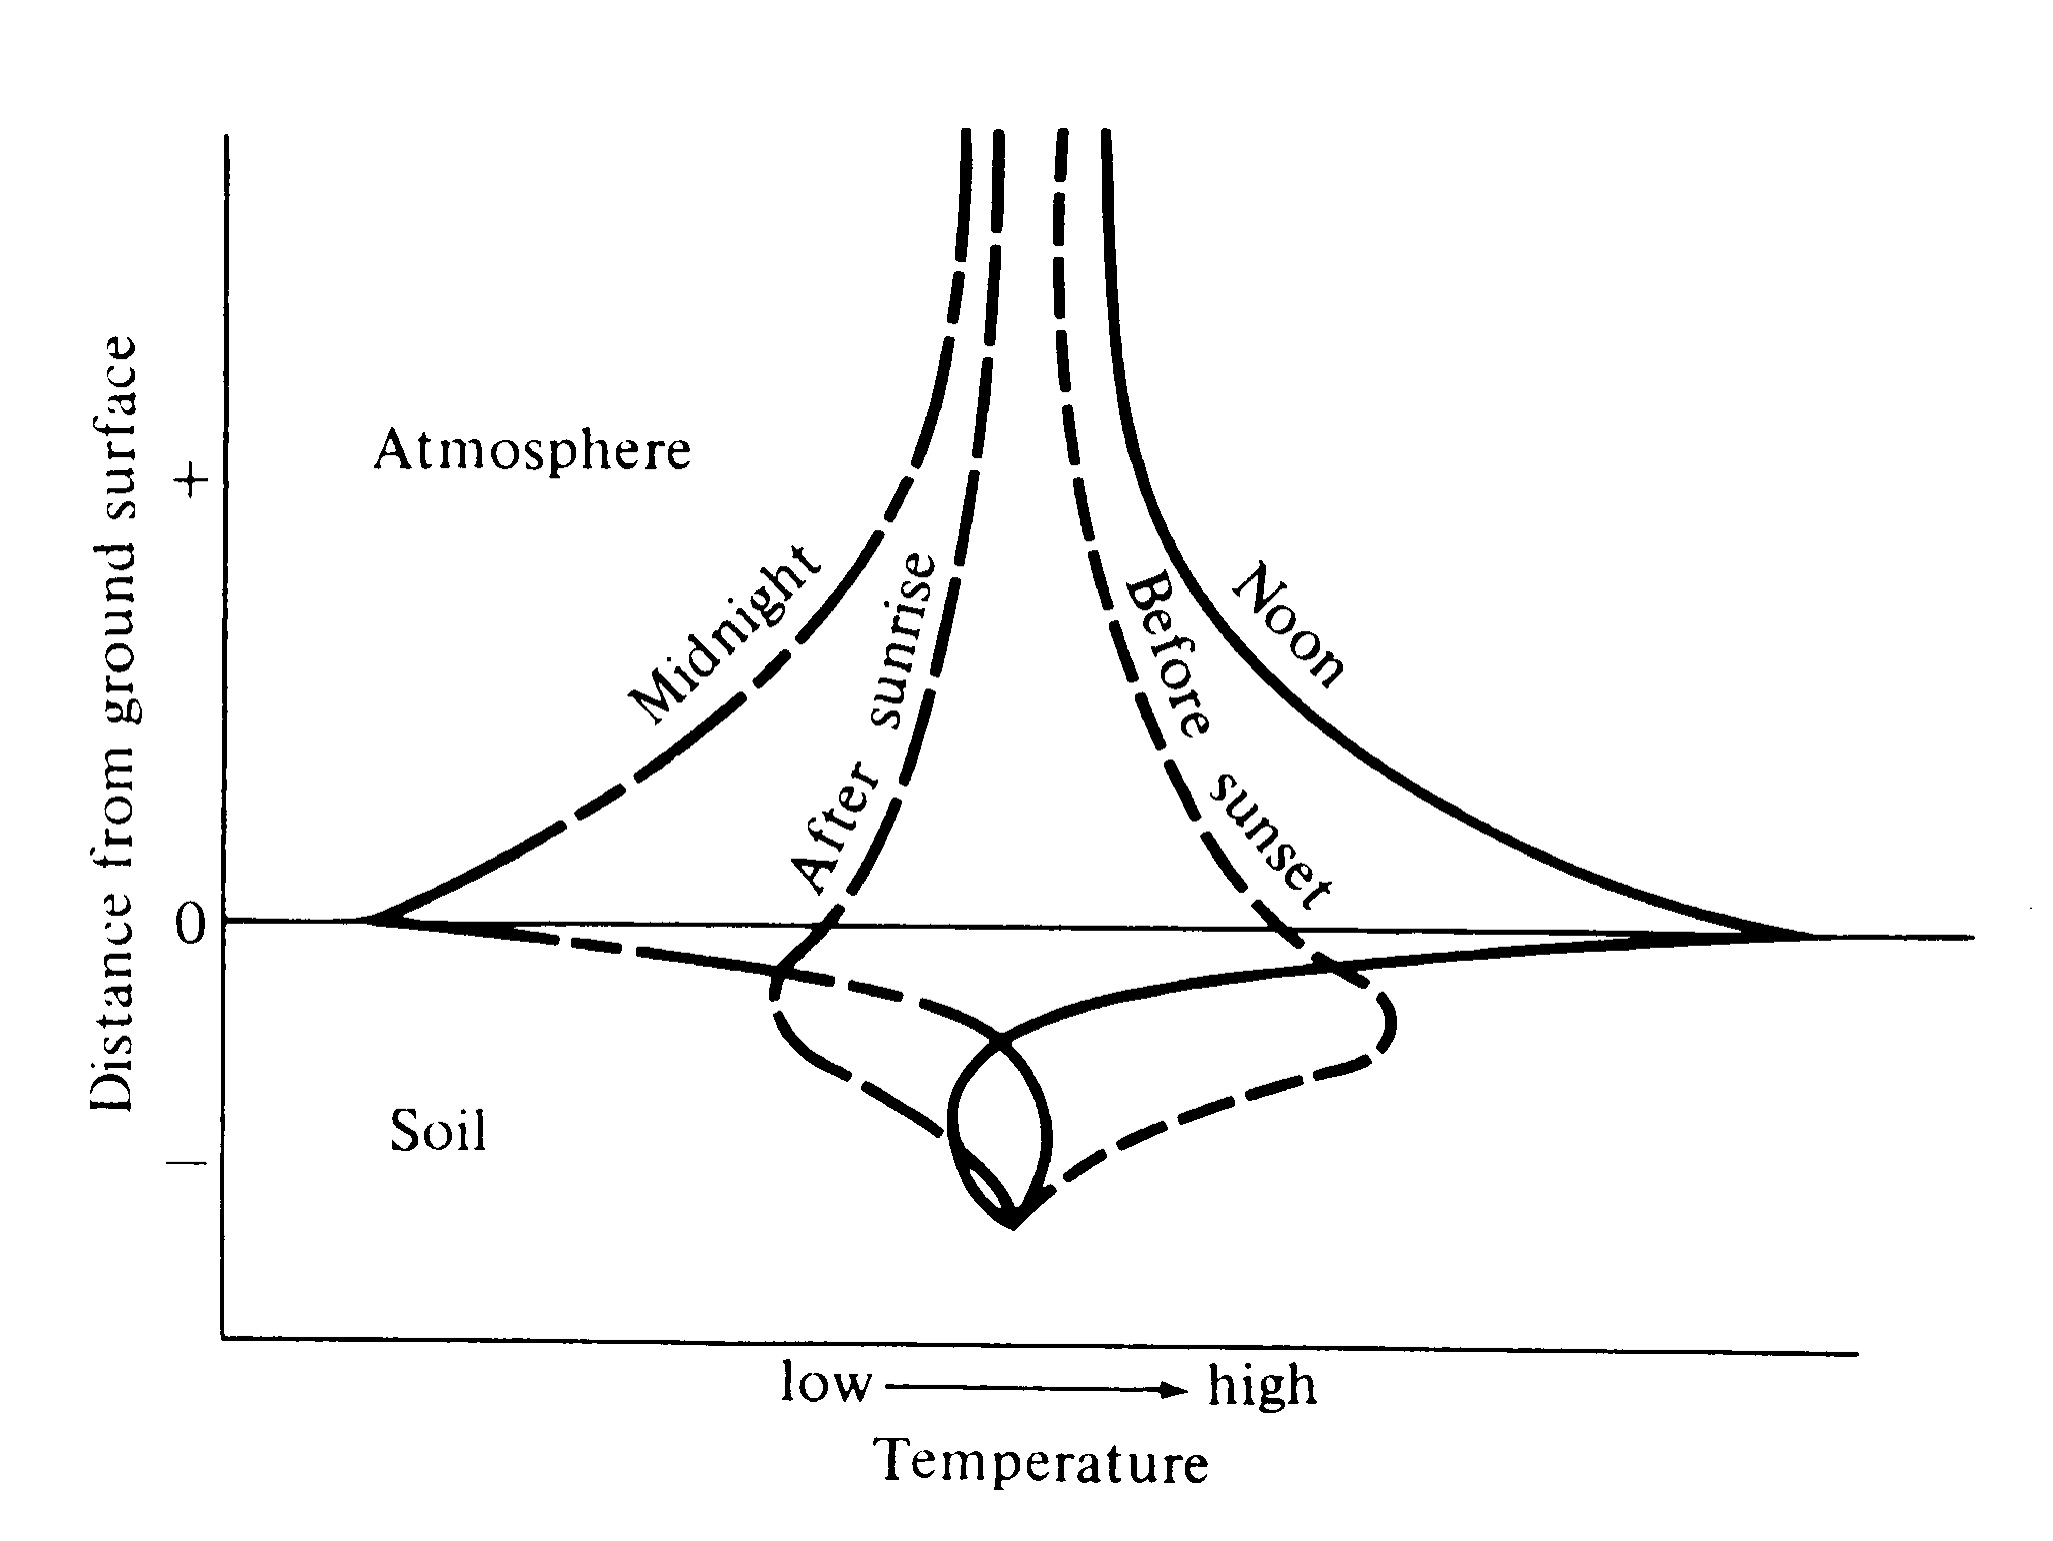 Distance from ground surface
+
0
—
Atmosphere
Midnight
After sunrise
Before sunset
Noon
Soil
low → high
Temperature